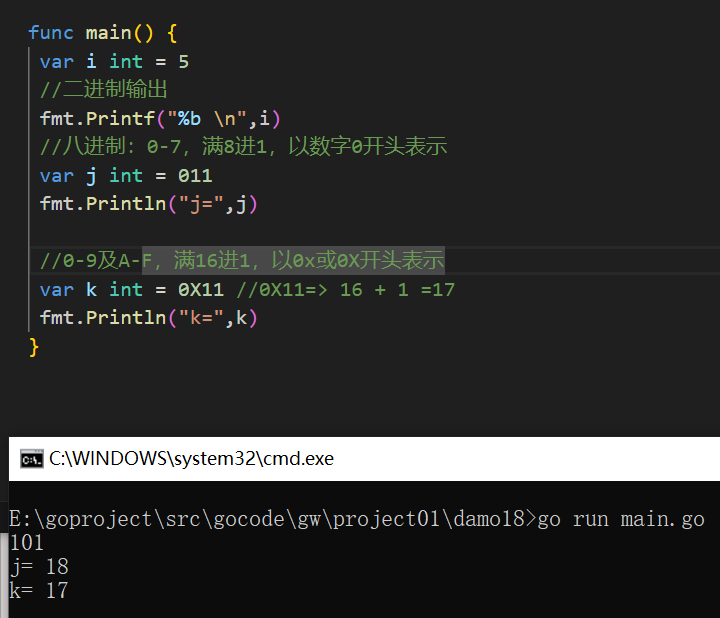 func main() {
var i int = 5
//二进制输出
fmt.Printf("%b \n",i)
//八进制：0-7，满8进1，以数字0开头表示
var j int = 011
fmt.Println("j=",j)
//0-9及A-F，满16进1，以0x或0X开头表示
var k int = 0X11 //0X11=> 16 + 1 =17
fmt.Println("k=",k)
}
C:\WINDOWS\system32\cmd.exe
E:\goproject\src\gocode\gw\project01\damo18>go run main.go
101
j= 18
k= 17